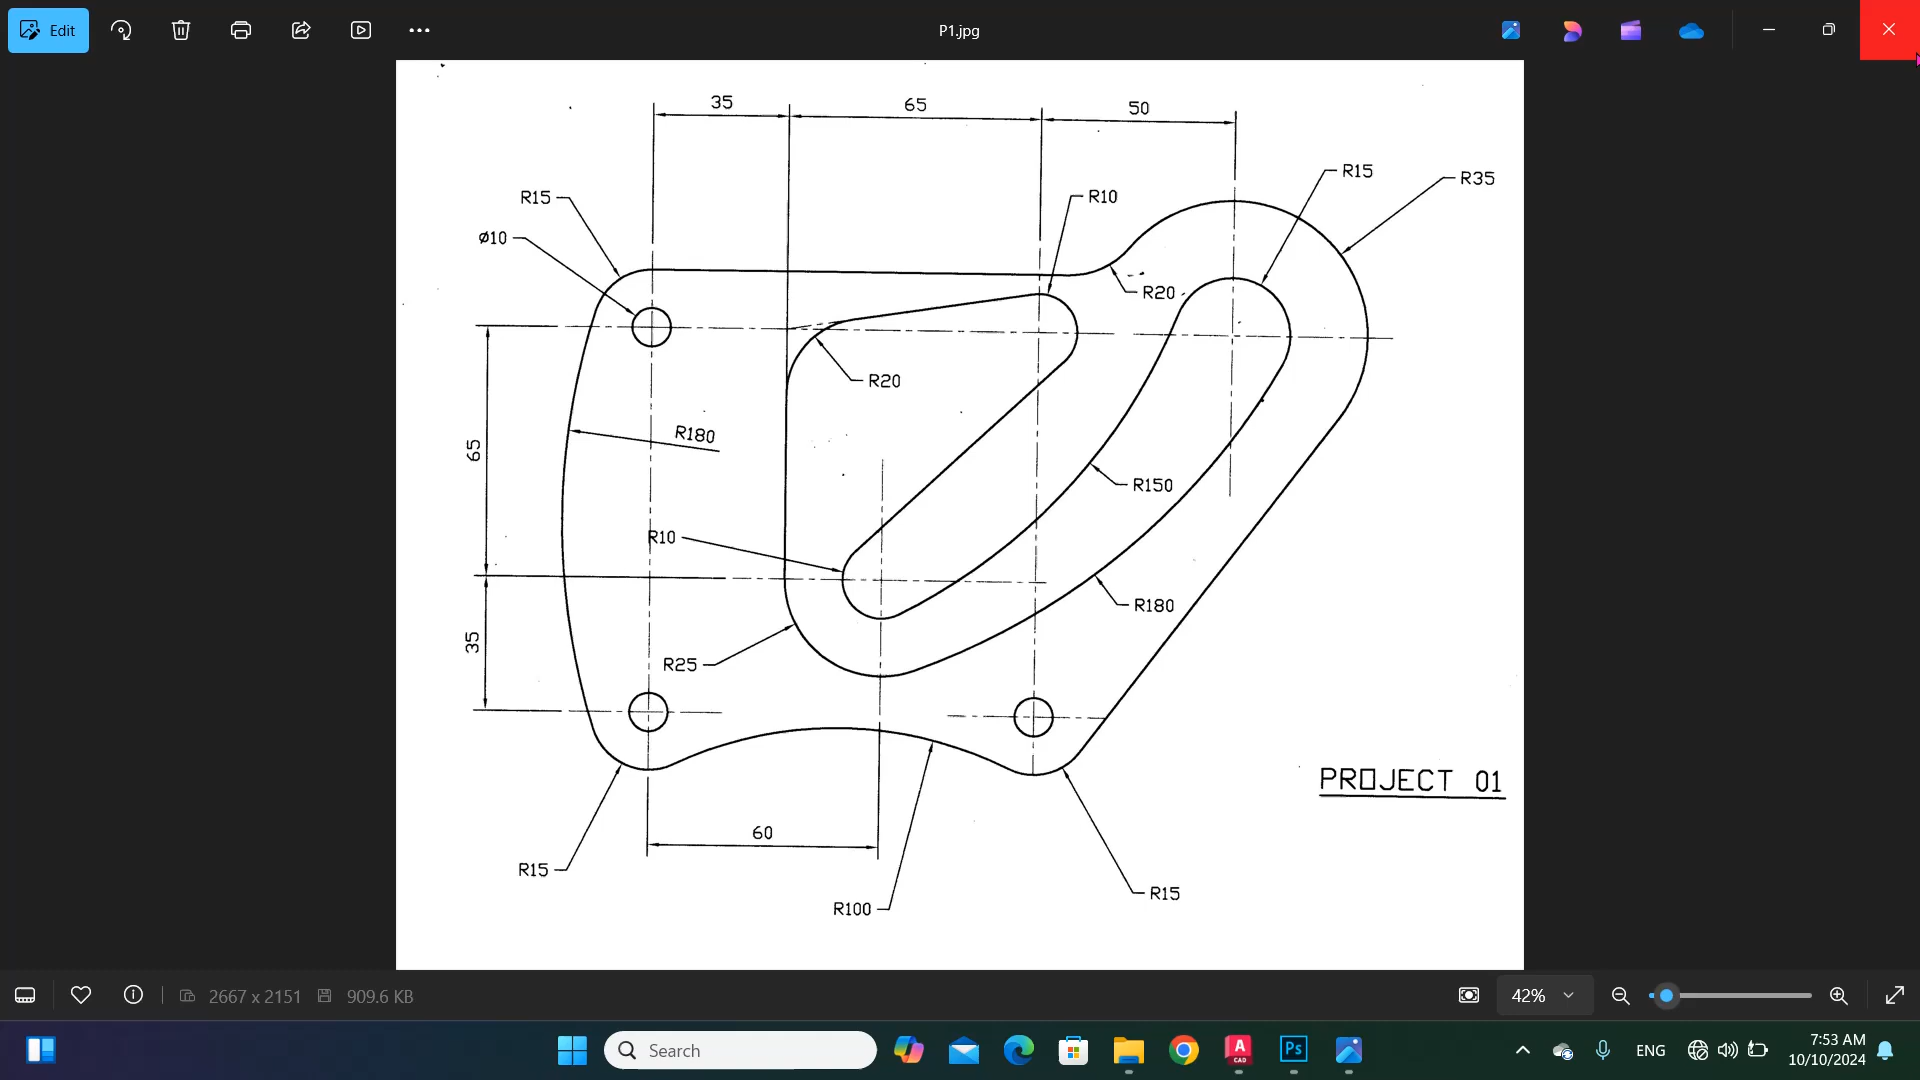 Edit
P1.jpg
35
65
50
R15
R35
R15
R10
Ø10
R20
R20
R180
65
R150
R10
R180
35
R25
PROJECT 01
60
R15
R15
R100
2667 x 2151
909.6 KB
42%
Search
A
CAD
Ps
ENG
7:53 AM
10/10/2024